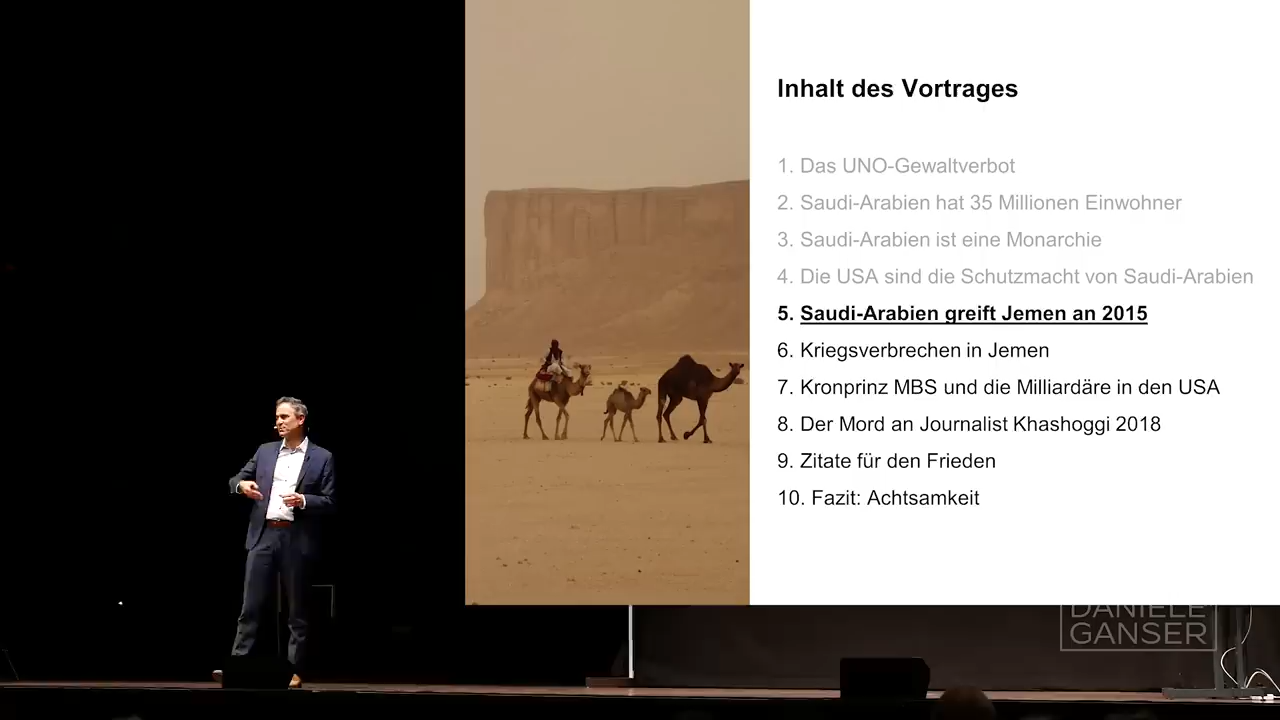 Inhalt des Vortrages
1. Das UNO-Gewaltverbot
2. Saudi-Arabien hat 35 Millionen Einwohner
3. Saudi-Arabien ist eine Monarchie
4. Die USA sind die Schutzmacht von Saudi-Arabien
5. Saudi-Arabien greift Jemen an 2015
6. Kriegsverbrechen in Jemen
7. Kronprinz MBS und die Milliardäre in den USA
8. Der Mord an Journalist Khashoggi 2018
9. Zitate für den Frieden
10. Fazit: Achtsamkeit
DANIELE
GANSER